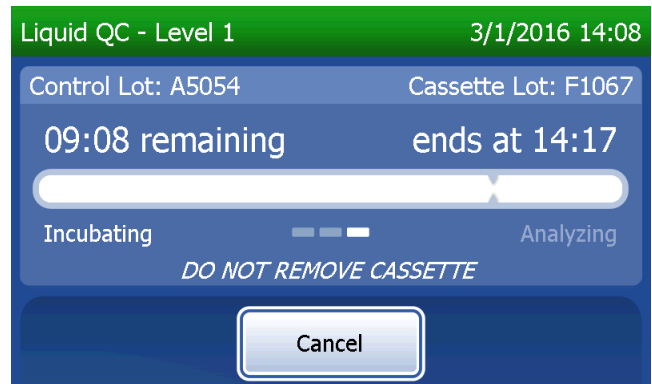 Liquid QC - Level 1 3/1/2016 14:08
Control Lot: A5054 Cassette Lot: F1067
09:08 remaining ends at 14:17
Incubating Analyzing
DO NOT REMOVE CASSETTE
Cancel